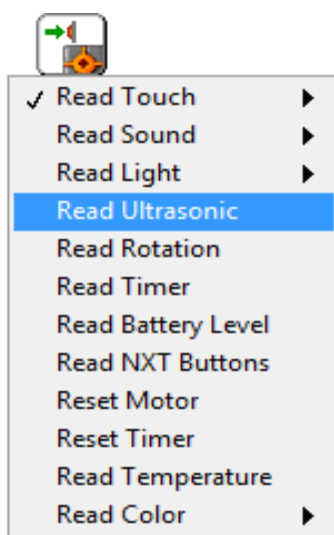 Read Touch
Read Sound
Read Light
Read Ultrasonic
Read Rotation
Read Timer
Read Battery Level
Read NXT Buttons
Reset Motor
Reset Timer
Read Temperature
Read Color